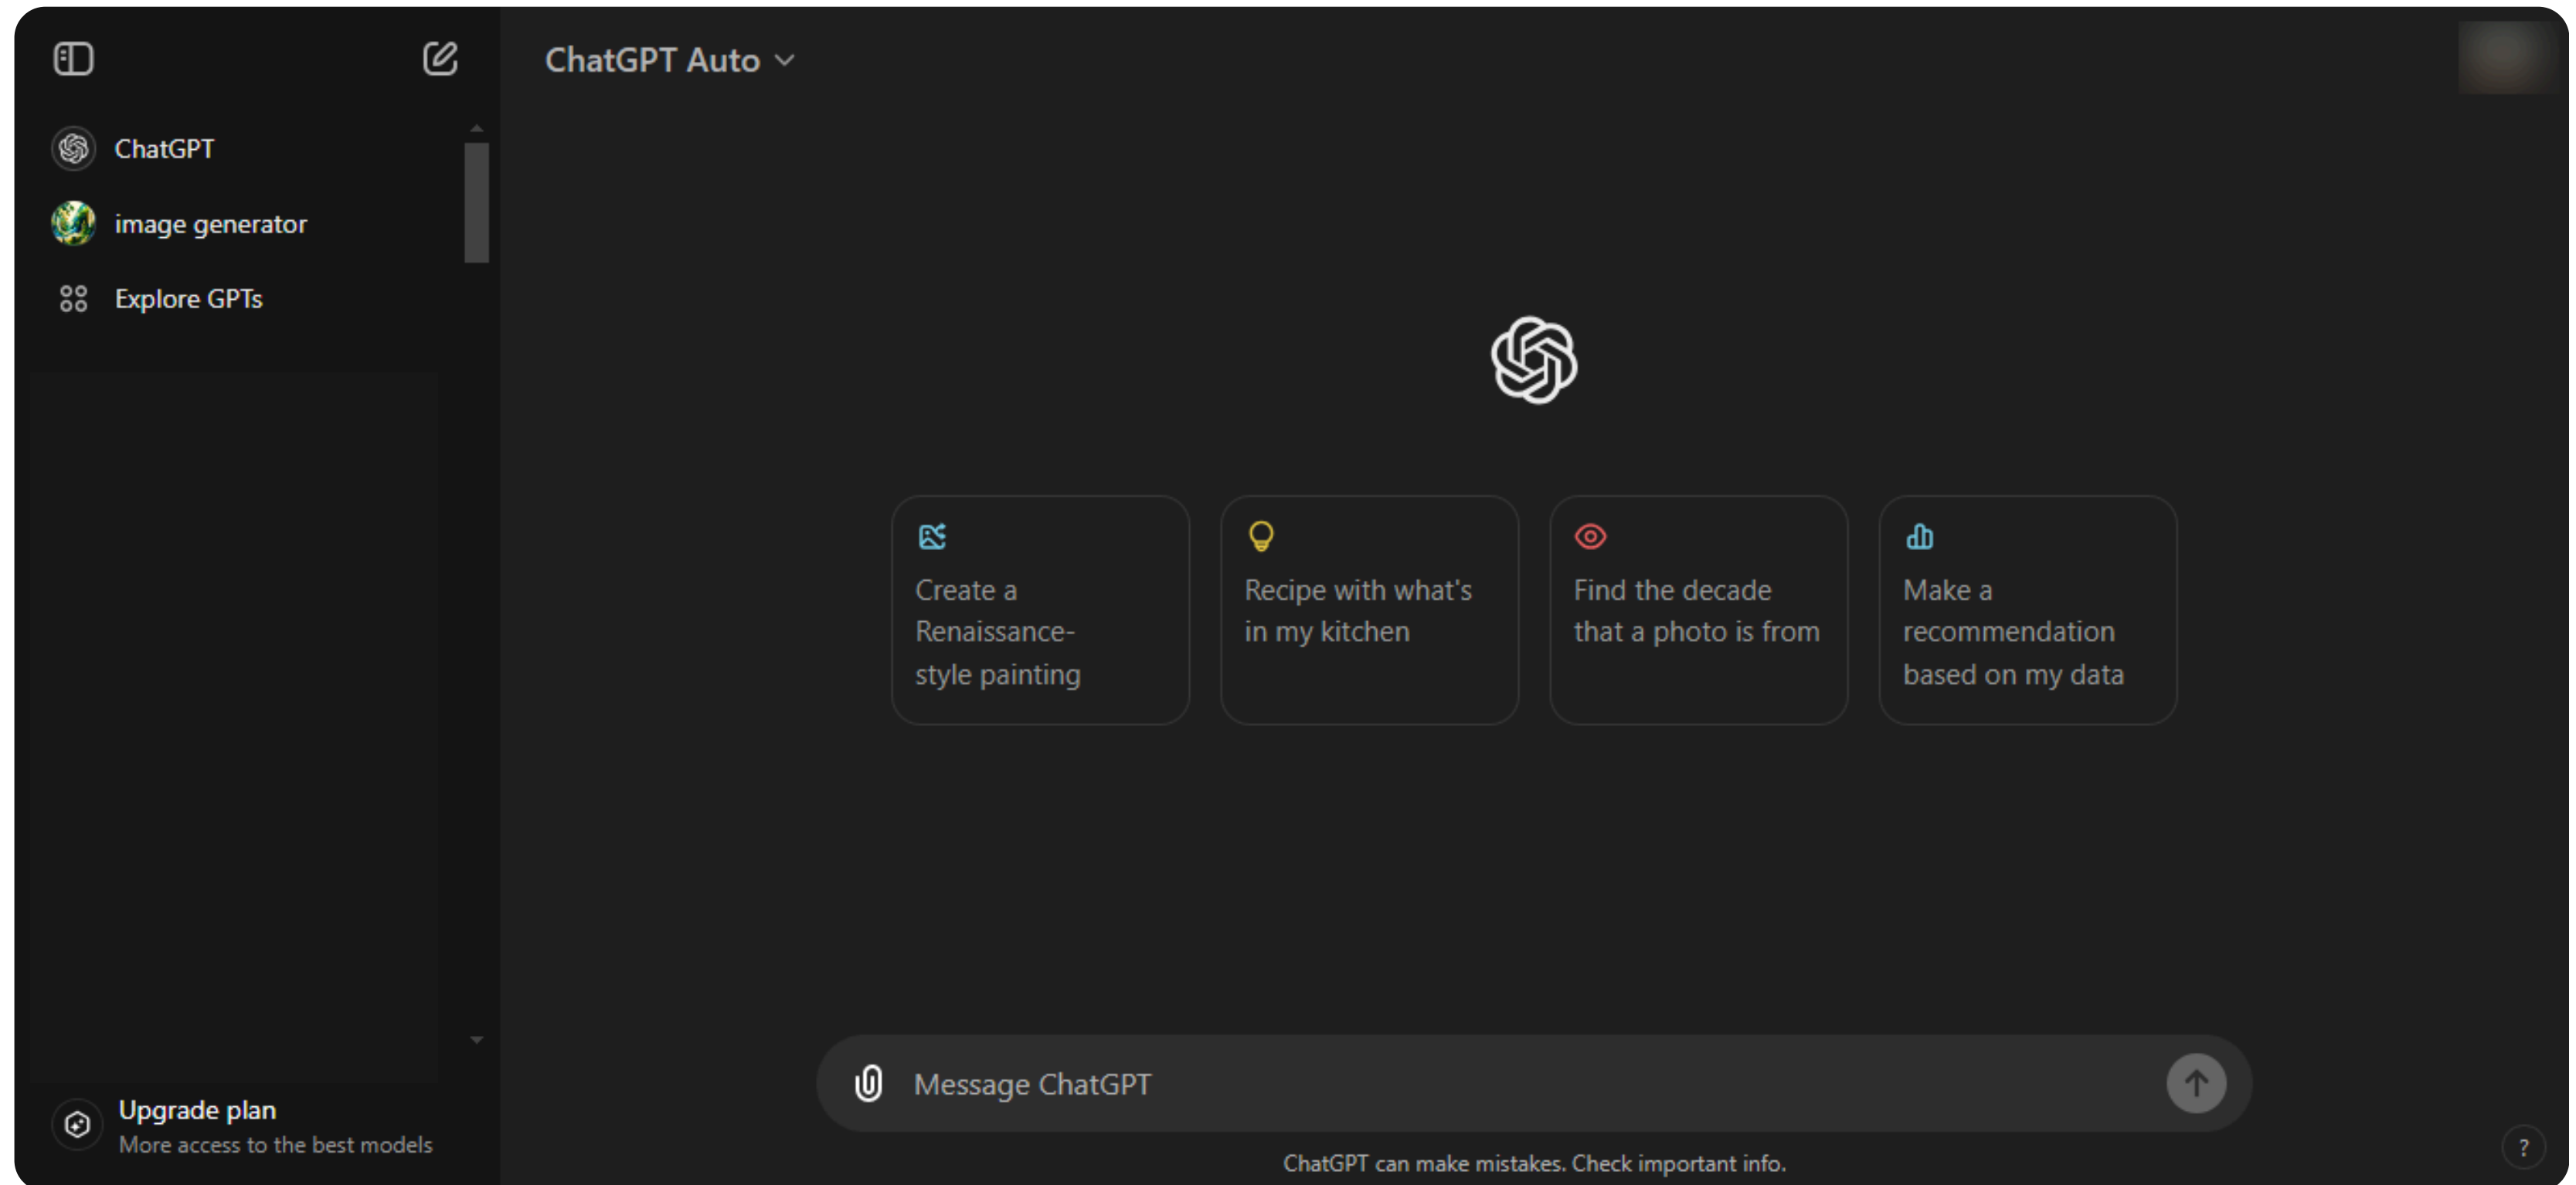 ChatGPT
image generator
Explore GPTs
Upgrade plan
More access to the best models
ChatGPT Auto
Create a
Renaissance-
style painting
Recipe with what's
in my kitchen
Find the decade
that a photo is from
Make a
recommendation
based on my data
Message ChatGPT
ChatGPT can make mistakes. Check important info.
?